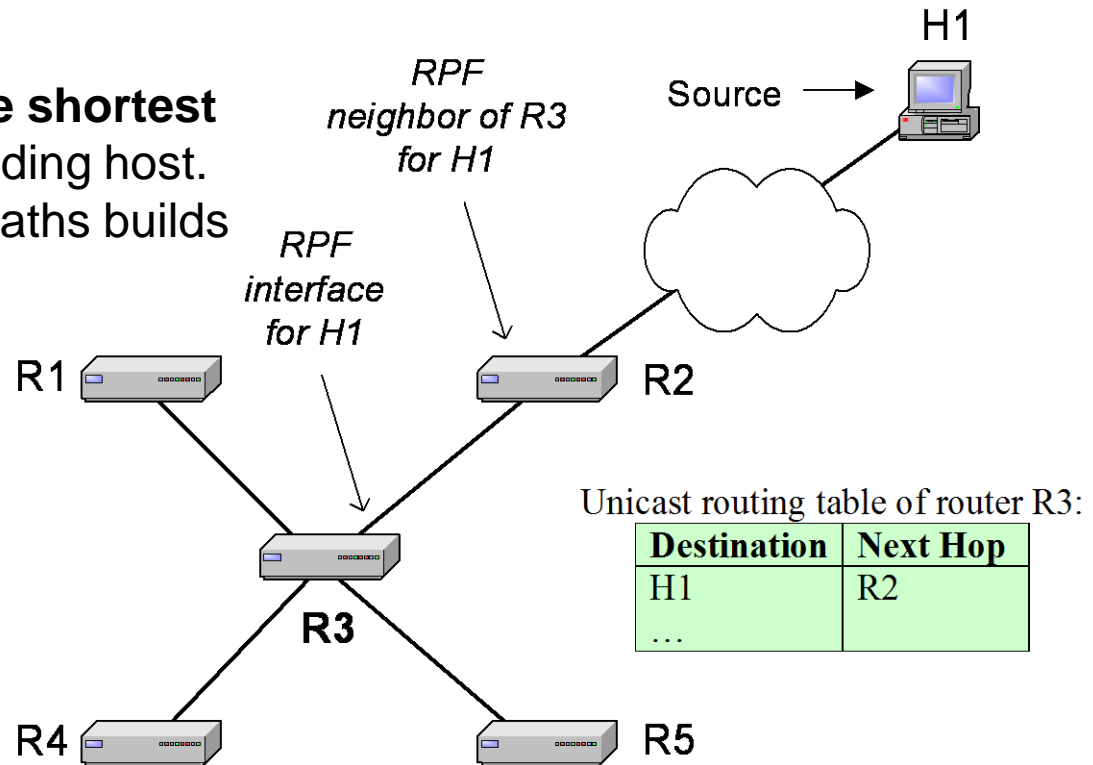 e shortest
ding host.
aths builds
RPF
neighbor of R3
for H1
Source
H1
RPF
interface
for H1
R1
R2
R3
R4
R5
Unicast routing table of router R3:
Destination Next Hop
H1 R2
…